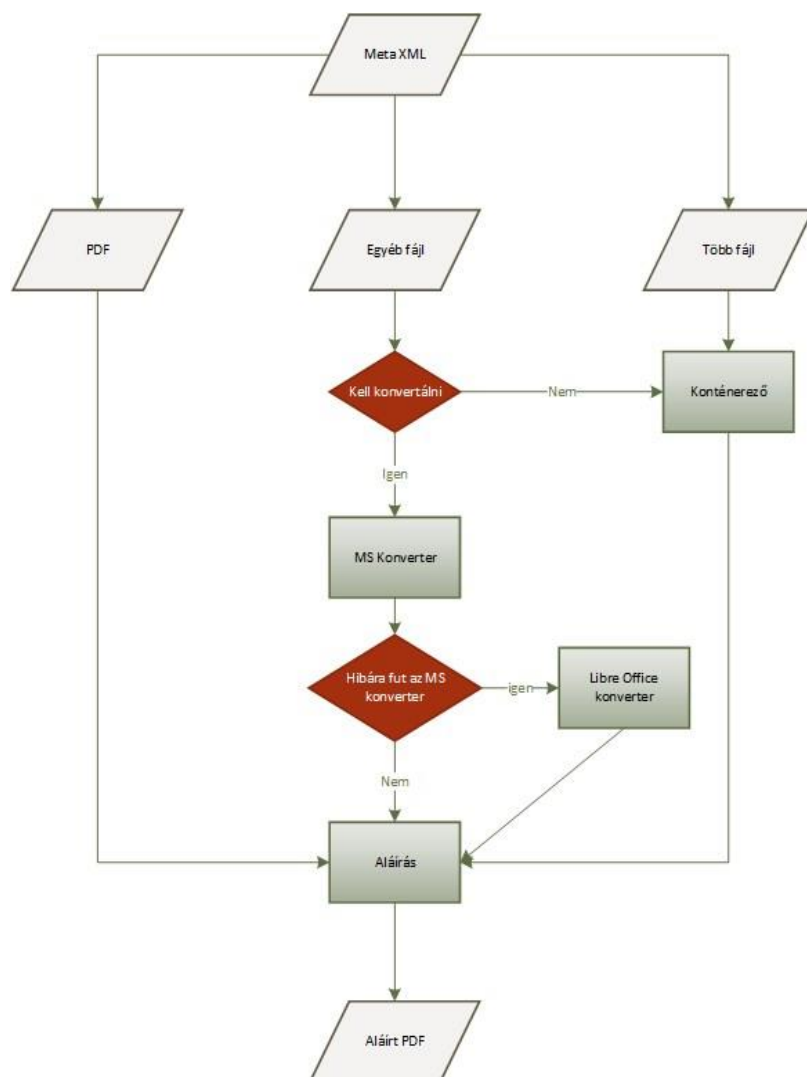 Meta XML
PDF
Egyéb fájl
Több fájl
Kell konvertálni
Nem
Konténerező
Igen
MS Konverter
Hibára fut az MS
konverter
igen
Libre Office
konverter
Nem
Aláírás
Aláírt PDF